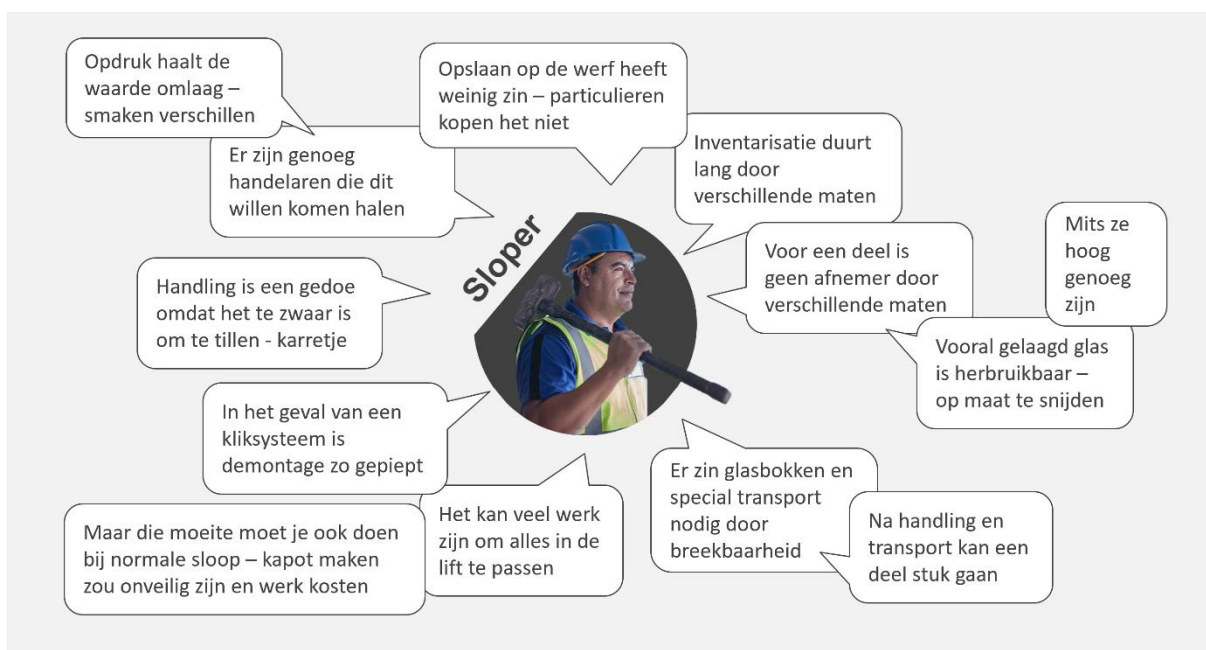 Opdruk haalt de
waarde omlaag –
smaken verschillen
Er zijn genoeg
handelaren die dit
willen komen halen
Opslaan op de werf heeft
weinig zin – particulieren
kopen het niet
Inventarisatie duurt
lang door
verschillende maten
Voor een deel is
geen afnemer door
verschillende maten
Mits ze
hoog
genoeg
zijn
Vooral gelaagd glas
is herbruikbaar –
op maat te snijden
Sloper
Handling is een gedoe
omdat het te zwaar is
om te tillen - karretje
In het geval van een
kliksysteem is
demontage zo gepiept
Maar die moeite moet je ook doen
bij normale sloop – kapot maken
zou onveilig zijn en werk kosten
Het kan veel werk
zijn om alles in de
lift te passen
Er zin glasbokken en
special transport
nodig door
breekbaarheid
Na handling en
transport kan een
deel stuk gaan